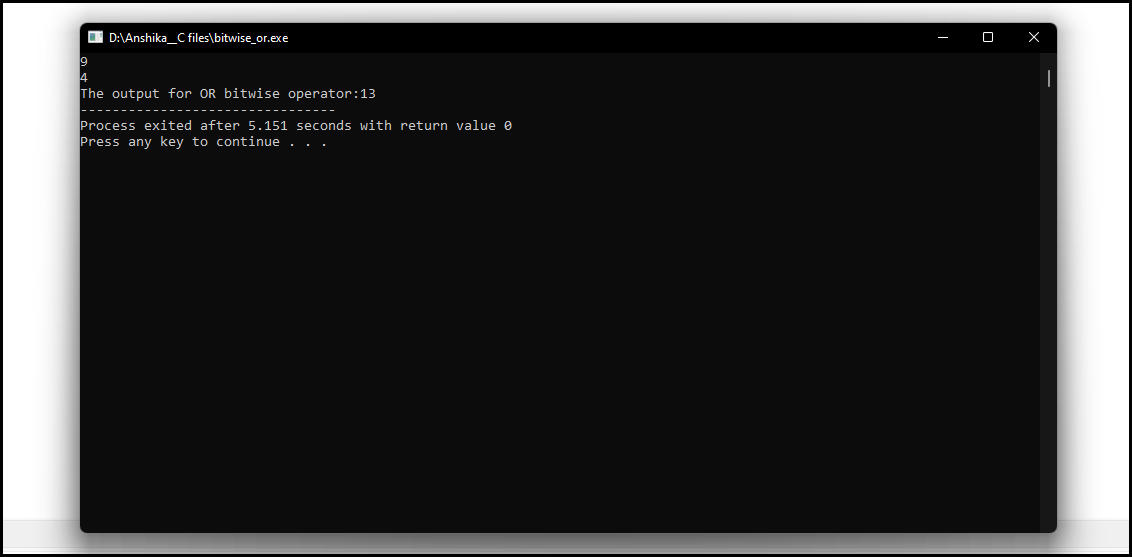 D:\Anshika__C files\bitwise_or.exe
9
4
The output for OR bitwise operator:13
--------------------------------
Process exited after 5.151 seconds with return value 0
Press any key to continue . . .